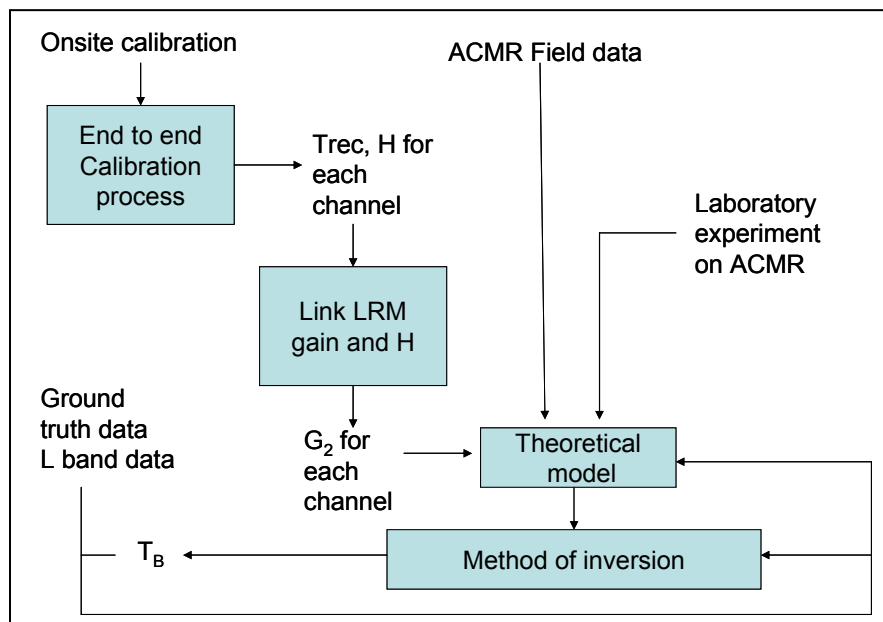 Onsite calibration
ACMR Field data
End to end
Calibration
process
Trec, H for
each
channel
Laboratory
experiment
on ACMR
Link LRM
gain and H
Ground
truth data
L band data
G₂ for
each
channel
Theoretical
model
T_B
Method of inversion